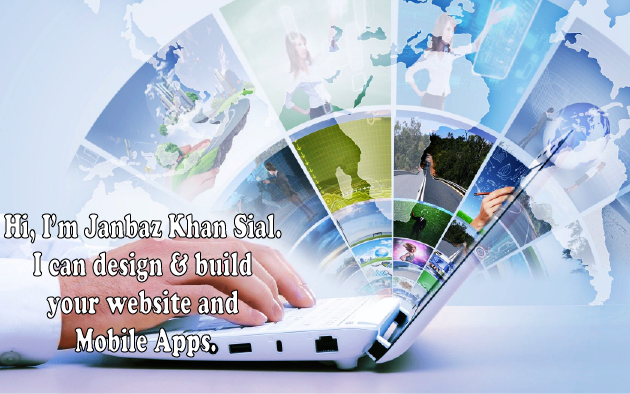 Hi, I'm Janbaz Khan Sial.
I can design & build
your website and
Mobile Apps.